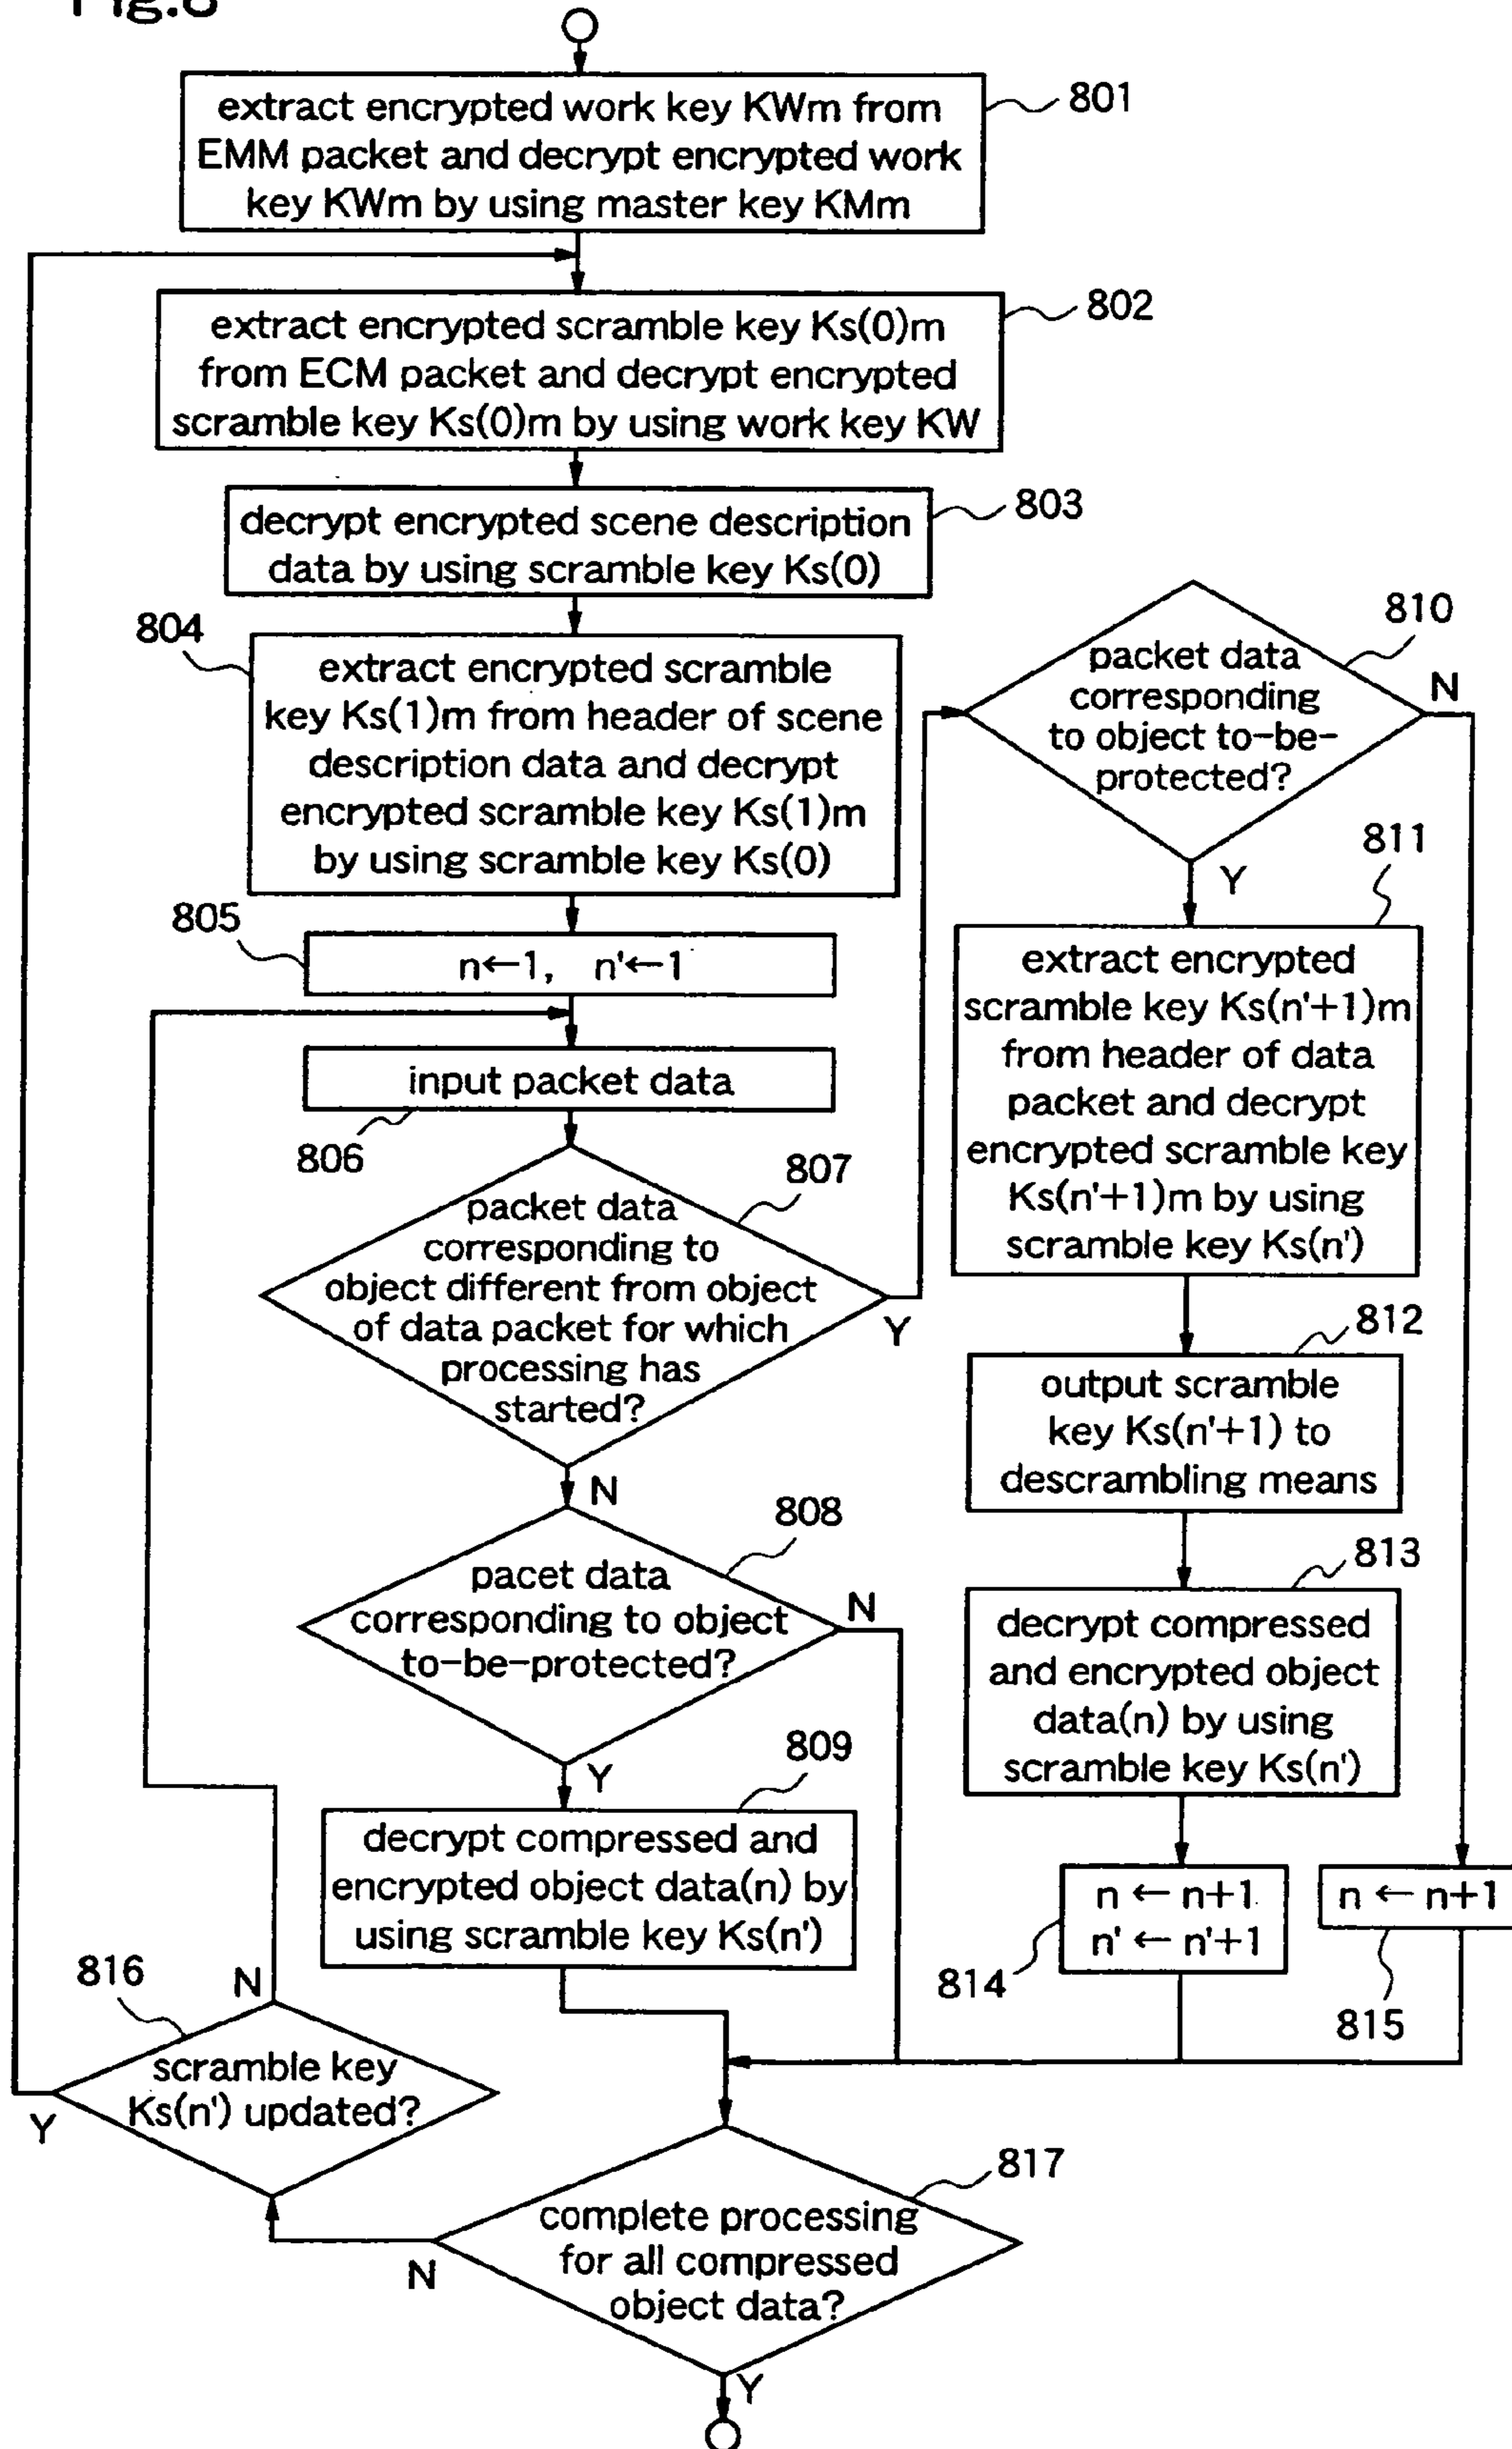 Fig.8
extract encrypted work key KWm from
EMM packet and decrypt encrypted work
key KWm by using master key KMm
801
extract encrypted scramble key Ks(0)m
from ECM packet and decrypt encrypted
scramble key Ks(0)m by using work key KW
802
decrypt encrypted scene description
data by using scramble key Ks(0)
803
804
extract encrypted scramble
key Ks(1)m from header of scene
description data and decrypt
encrypted scramble key Ks(1)m
by using scramble key Ks(0)
805
n←1, n'←1
input packet data
806
packet data
corresponding to
object different from object
of data packet for which
processing has
started?
807
Y
N
pacet data
corresponding to object
to-be-protected?
808
N
Y
decrypt compressed and
encrypted object data(n) by
using scramble key Ks(n')
809
packet data
corresponding
to object to-be-
protected?
810
N
Y
811
extract encrypted
scramble key Ks(n'+1)m
from header of data
packet and decrypt
encrypted scramble key
Ks(n'+1)m by using
scramble key Ks(n')
812
output scramble
key Ks(n'+1) to
descrambling means
813
decrypt compressed
and encrypted object
data(n) by using
scramble key Ks(n')
n ← n+1
n' ← n'+1
814
n ← n+1
815
816
N
scramble key
Ks(n') updated?
Y
817
complete processing
for all compressed
object data?
N
Y